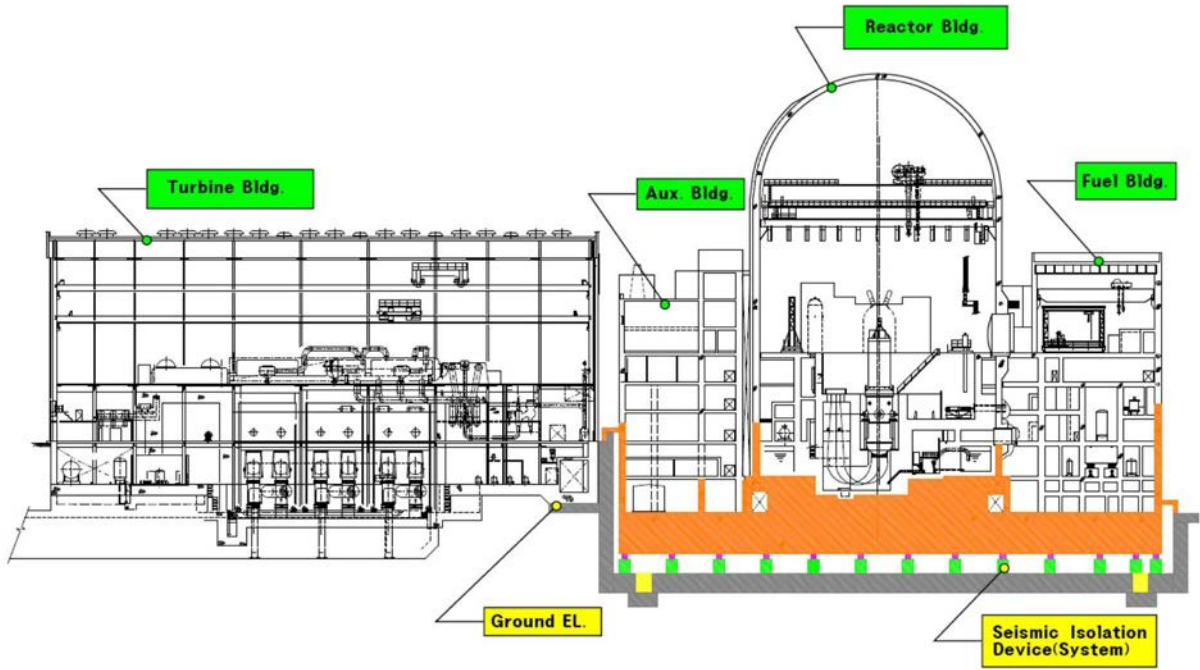 Reactor Bldg.
Turbine Bldg.
Aux. Bldg.
Fuel Bldg.
Ground EL.
Seismic Isolation
Device(System)